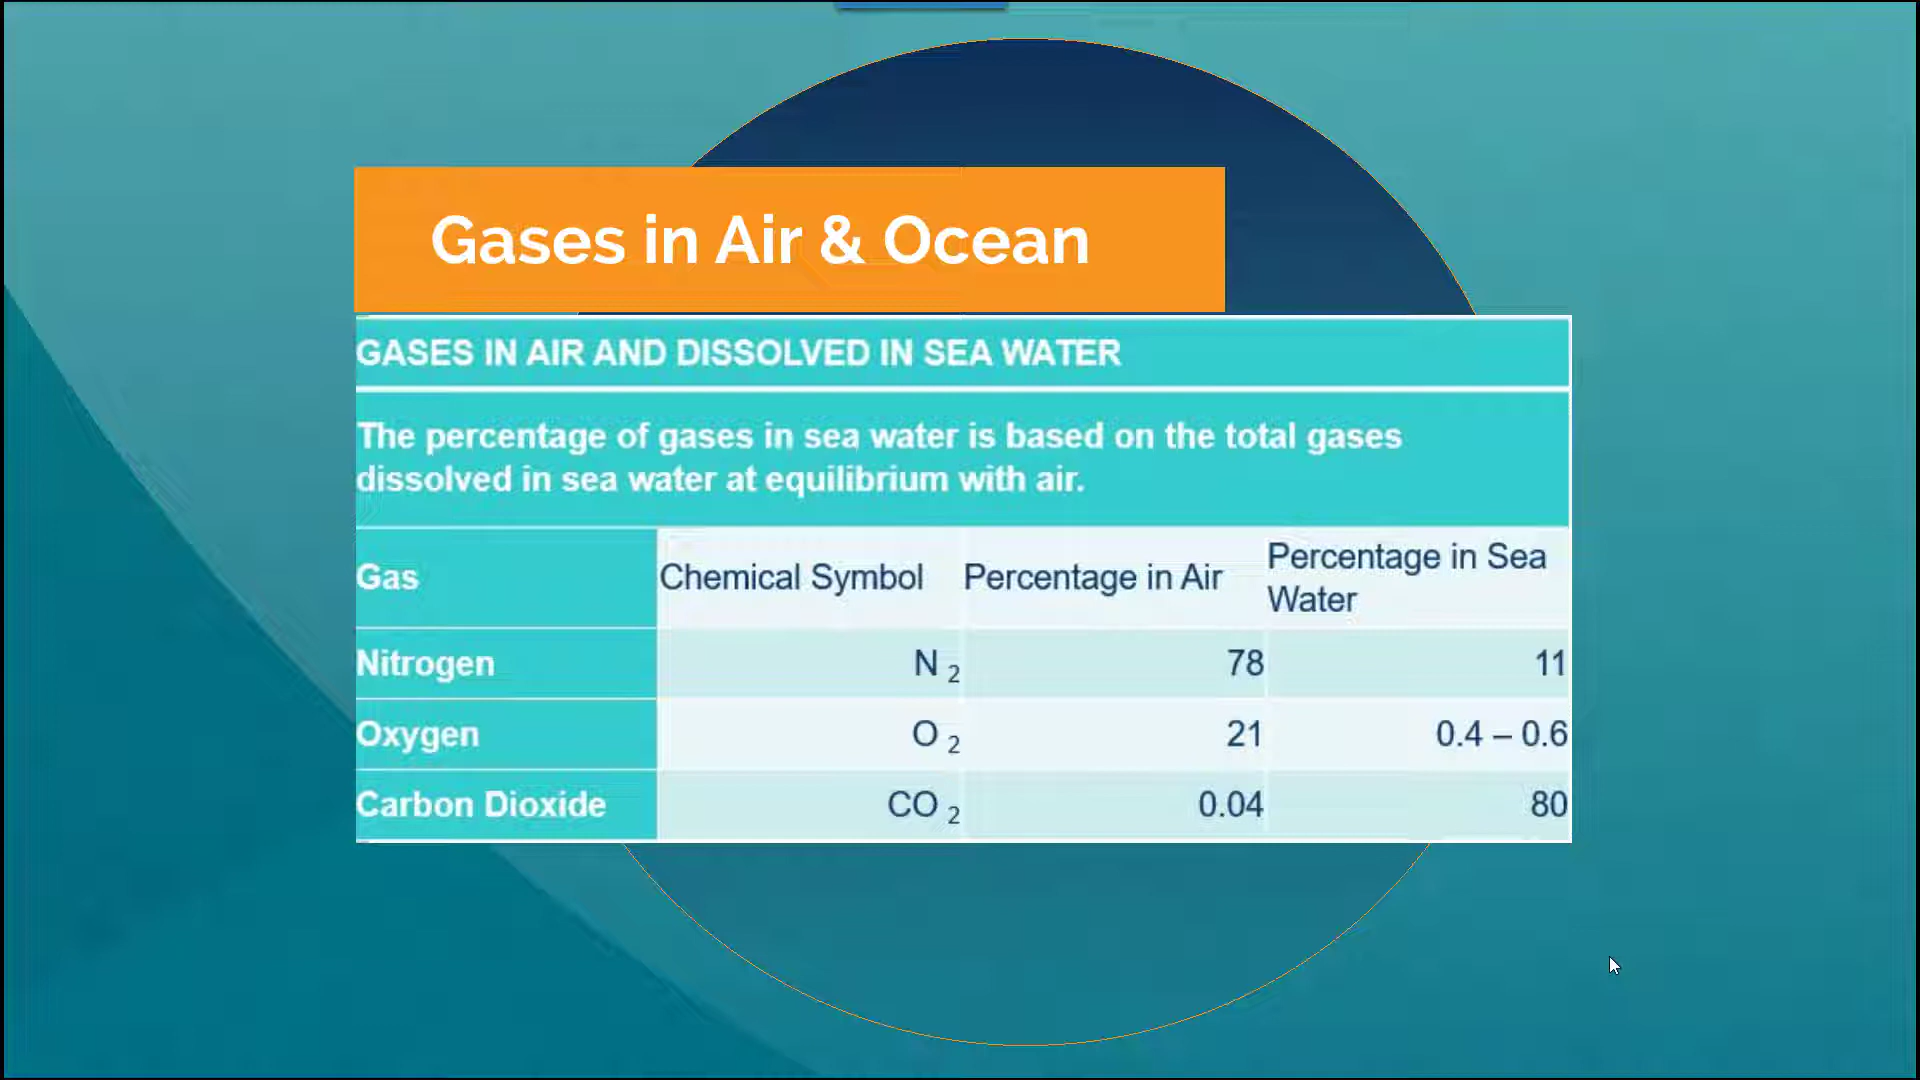 Gases in Air & Ocean
GASES IN AIR AND DISSOLVED IN SEA WATER
The percentage of gases in sea water is based on the total gases
dissolved in sea water at equilibrium with air.
Gas Chemical Symbol Percentage in Air Percentage in Sea
Water
Nitrogen N 2 78 11
Oxygen O 2 21 0.4 – 0.6
Carbon Dioxide CO 2 0.04 80